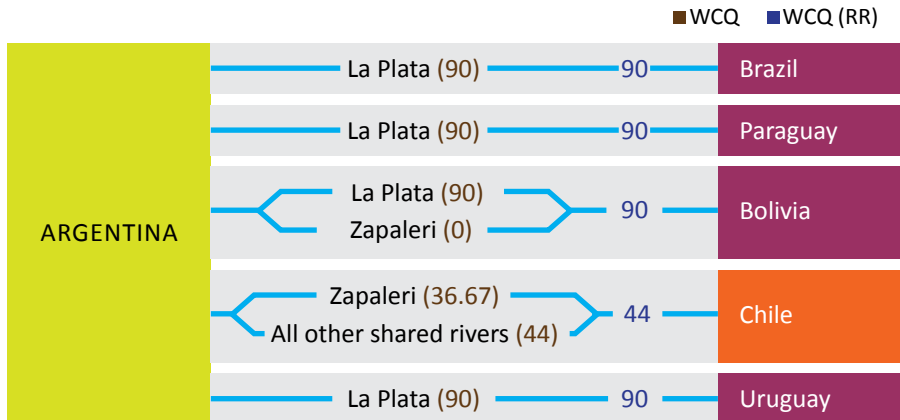 WCQ WCQ (RR)
La Plata (90) 90 Brazil
La Plata (90) 90 Paraguay
ARGENTINA
La Plata (90)
Zapaleri (0)
90 Bolivia
Zapaleri (36.67)
All other shared rivers (44)
44 Chile
La Plata (90) 90 Uruguay